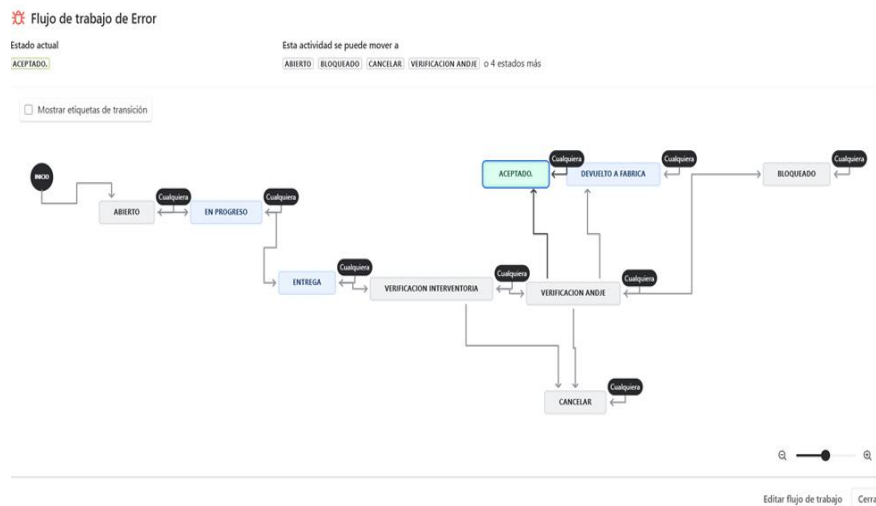 Flujo de trabajo de Error
Estado actual
Esta actividad se puede mover a
ACEPTADO.
ABIERTO BLOQUEADO CANCELAR VERIFICACION ANDJE o 4 estados más
Mostrar etiquetas de transición
INICIO
ABIERTO
Cualquiera
EN PROGRESO
Cualquiera
ACEPTADO.
Cualquiera
DEVUELTO A FABRICA
Cualquiera
BLOQUEADO
Cualquiera
ENTREGA
Cualquiera
VERIFICACION INTERVENTORIA
Cualquiera
VERIFICACION ANDJE
Cualquiera
CANCELAR
Cualquiera
Editar flujo de trabajo
Cerra